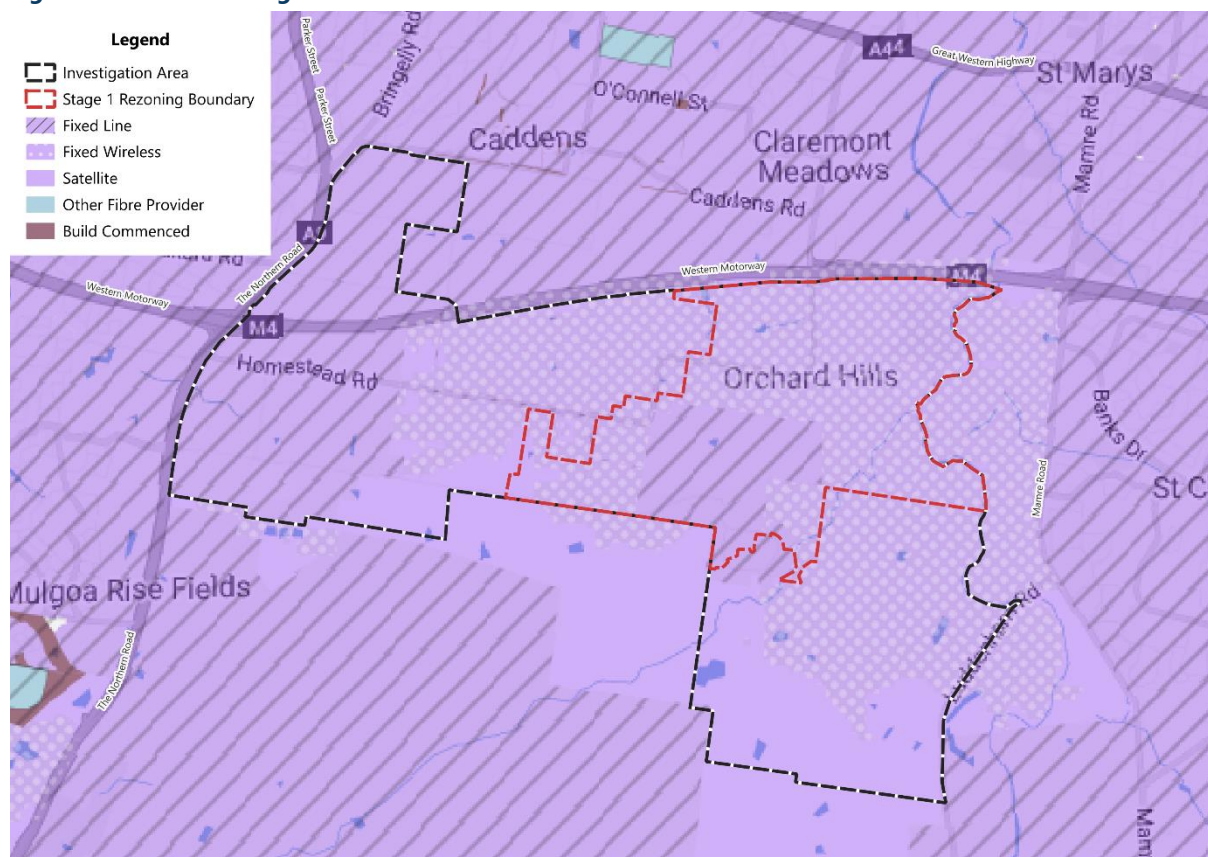 Legend
Investigation Area
Stage 1 Rezoning Boundary
Fixed Line
Fixed Wireless
Satellite
Other Fibre Provider
Build Commenced
Parker Street
Parker Street
Bringelly Rd
A44
Great Western Highway
St Marys
O'Connell St
Caddens
Claremont
Meadows
Mamre Rd
Caddens Rd
The Northern Road
Western Motorway
Western Motorway
M4
Homestead Rd
Orchard Hills
Banks Dr
Mamre Road
St C
Mulgoa Rise Fields
The Northern Road
Mam